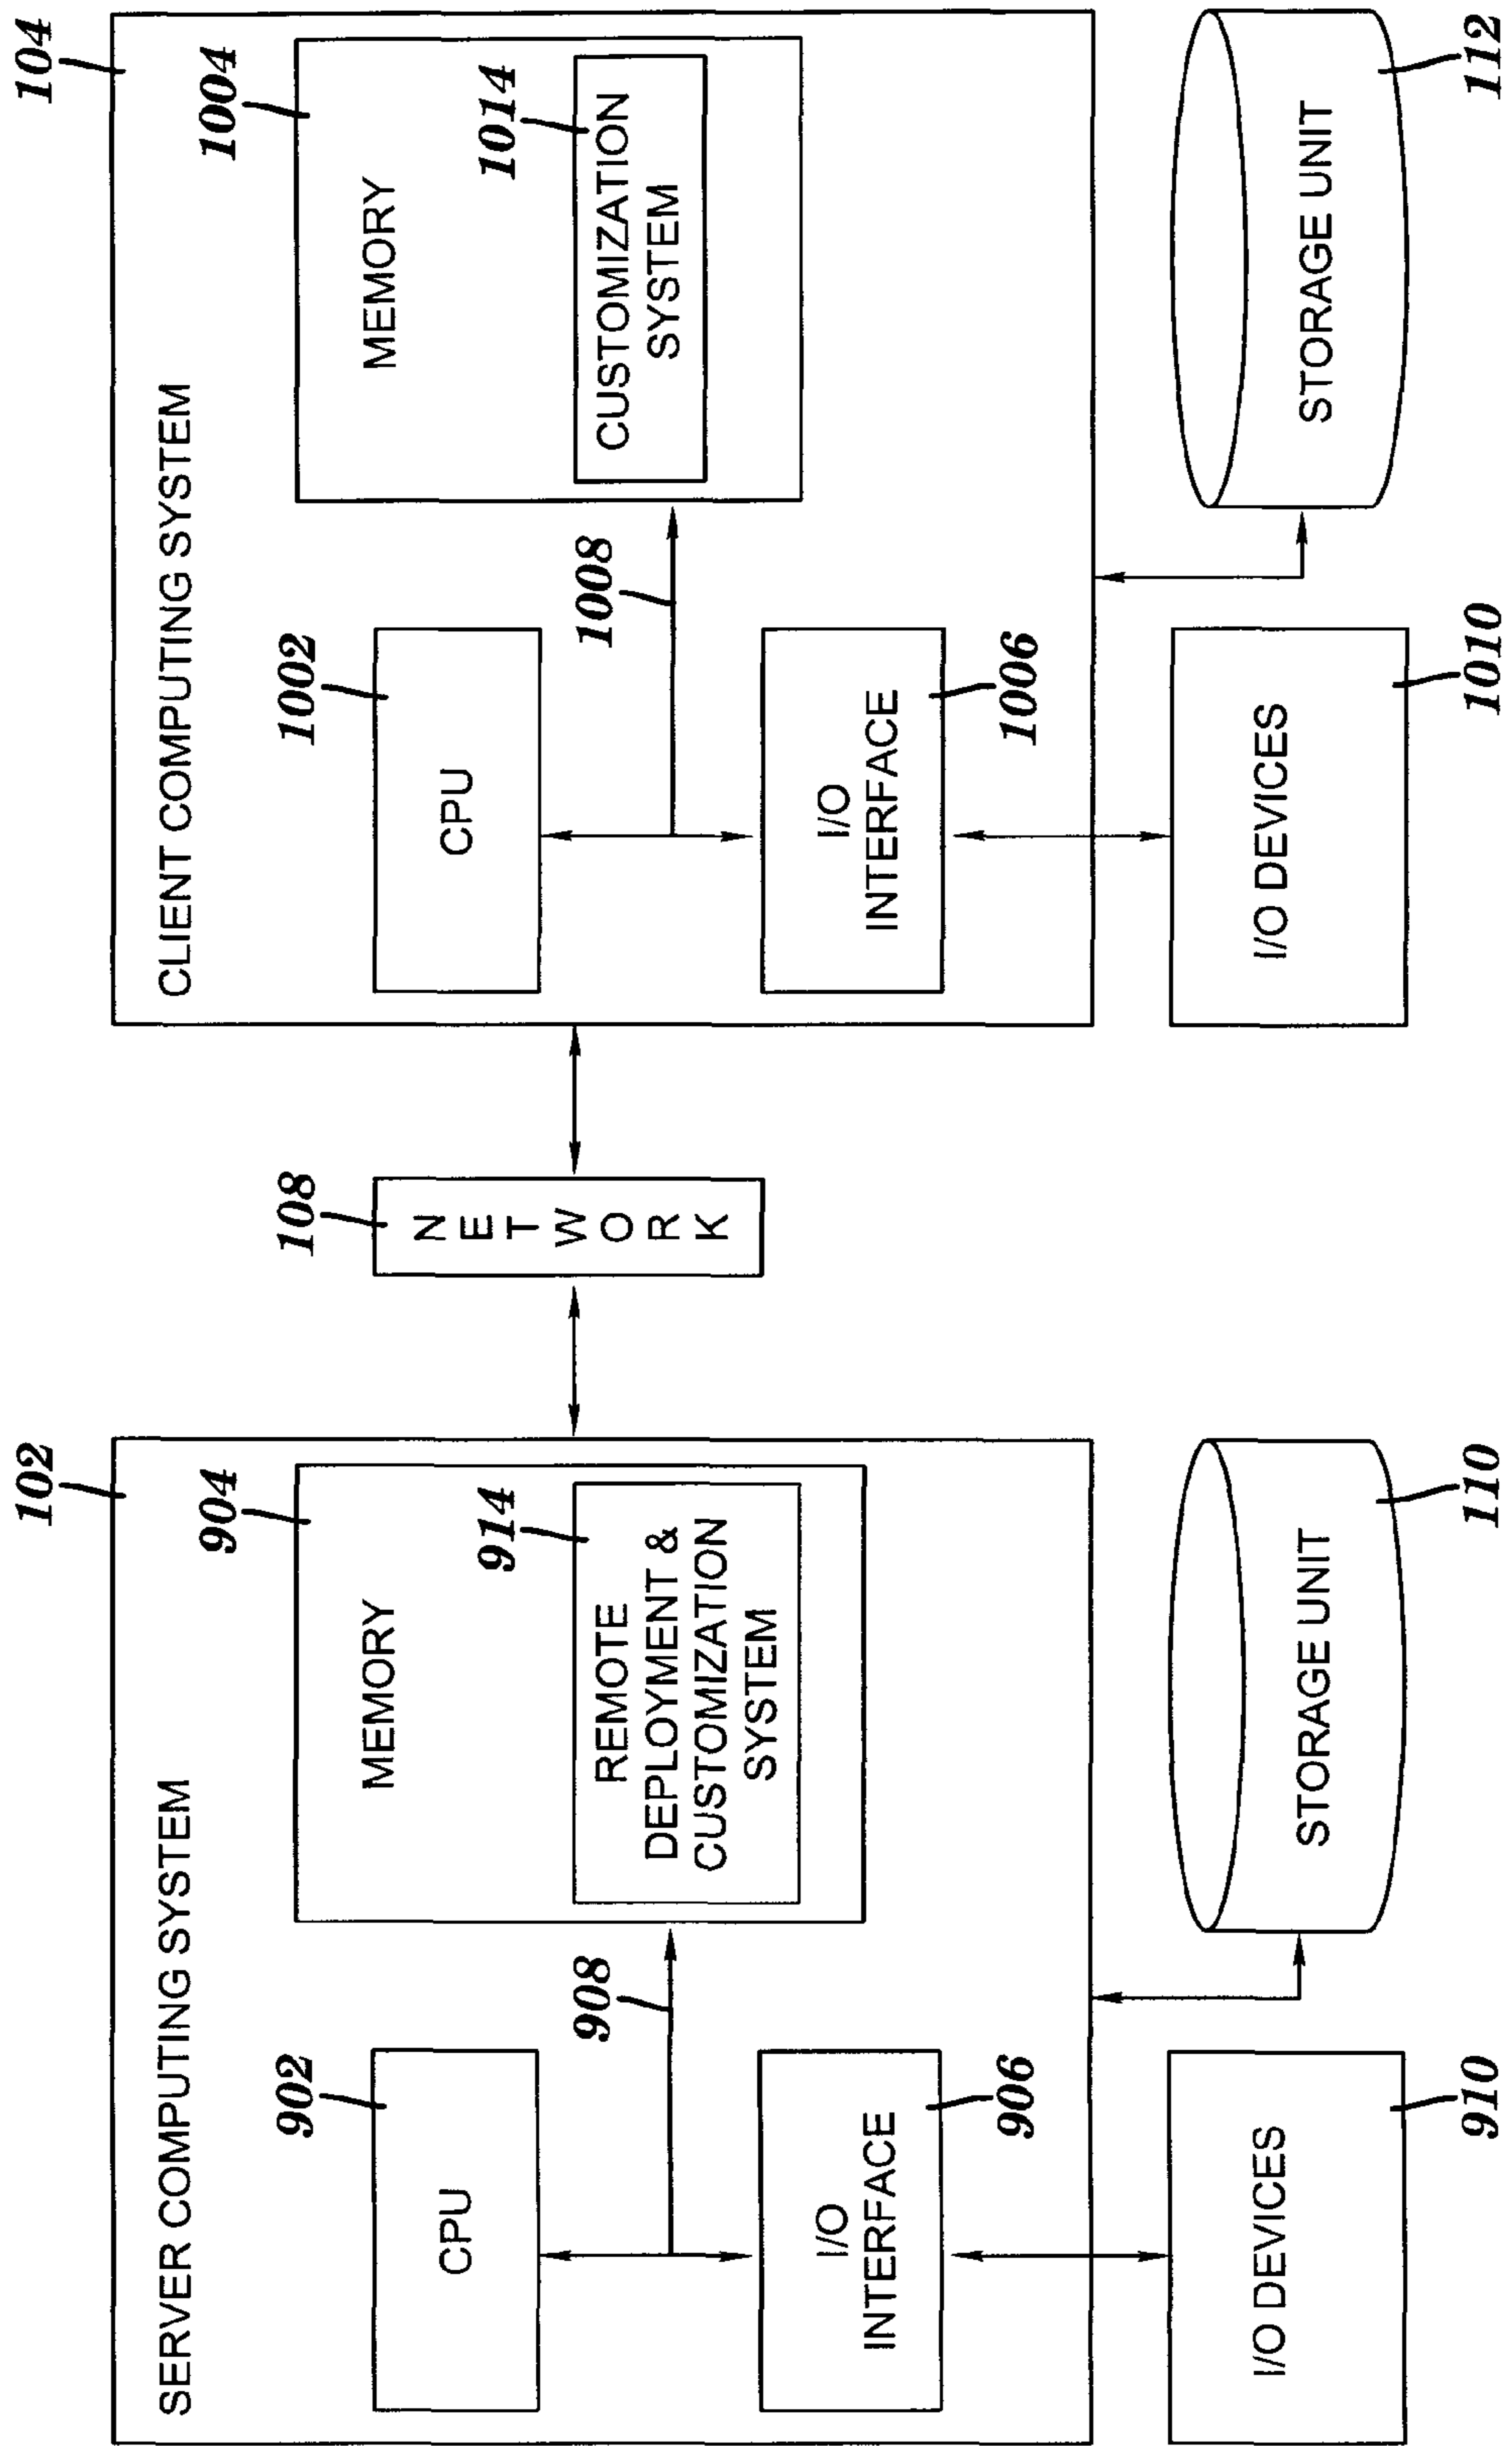 102
SERVER COMPUTING SYSTEM
904
MEMORY
902
CPU
914
REMOTE
DEPLOYMENT &
CUSTOMIZATION
SYSTEM
908
I/O
INTERFACE
906
I/O DEVICES
910
STORAGE UNIT
110
108
NETWORK
104
CLIENT COMPUTING SYSTEM
1004
MEMORY
1002
CPU
1014
CUSTOMIZATION
SYSTEM
1008
I/O
INTERFACE
1006
I/O DEVICES
1010
STORAGE UNIT
112